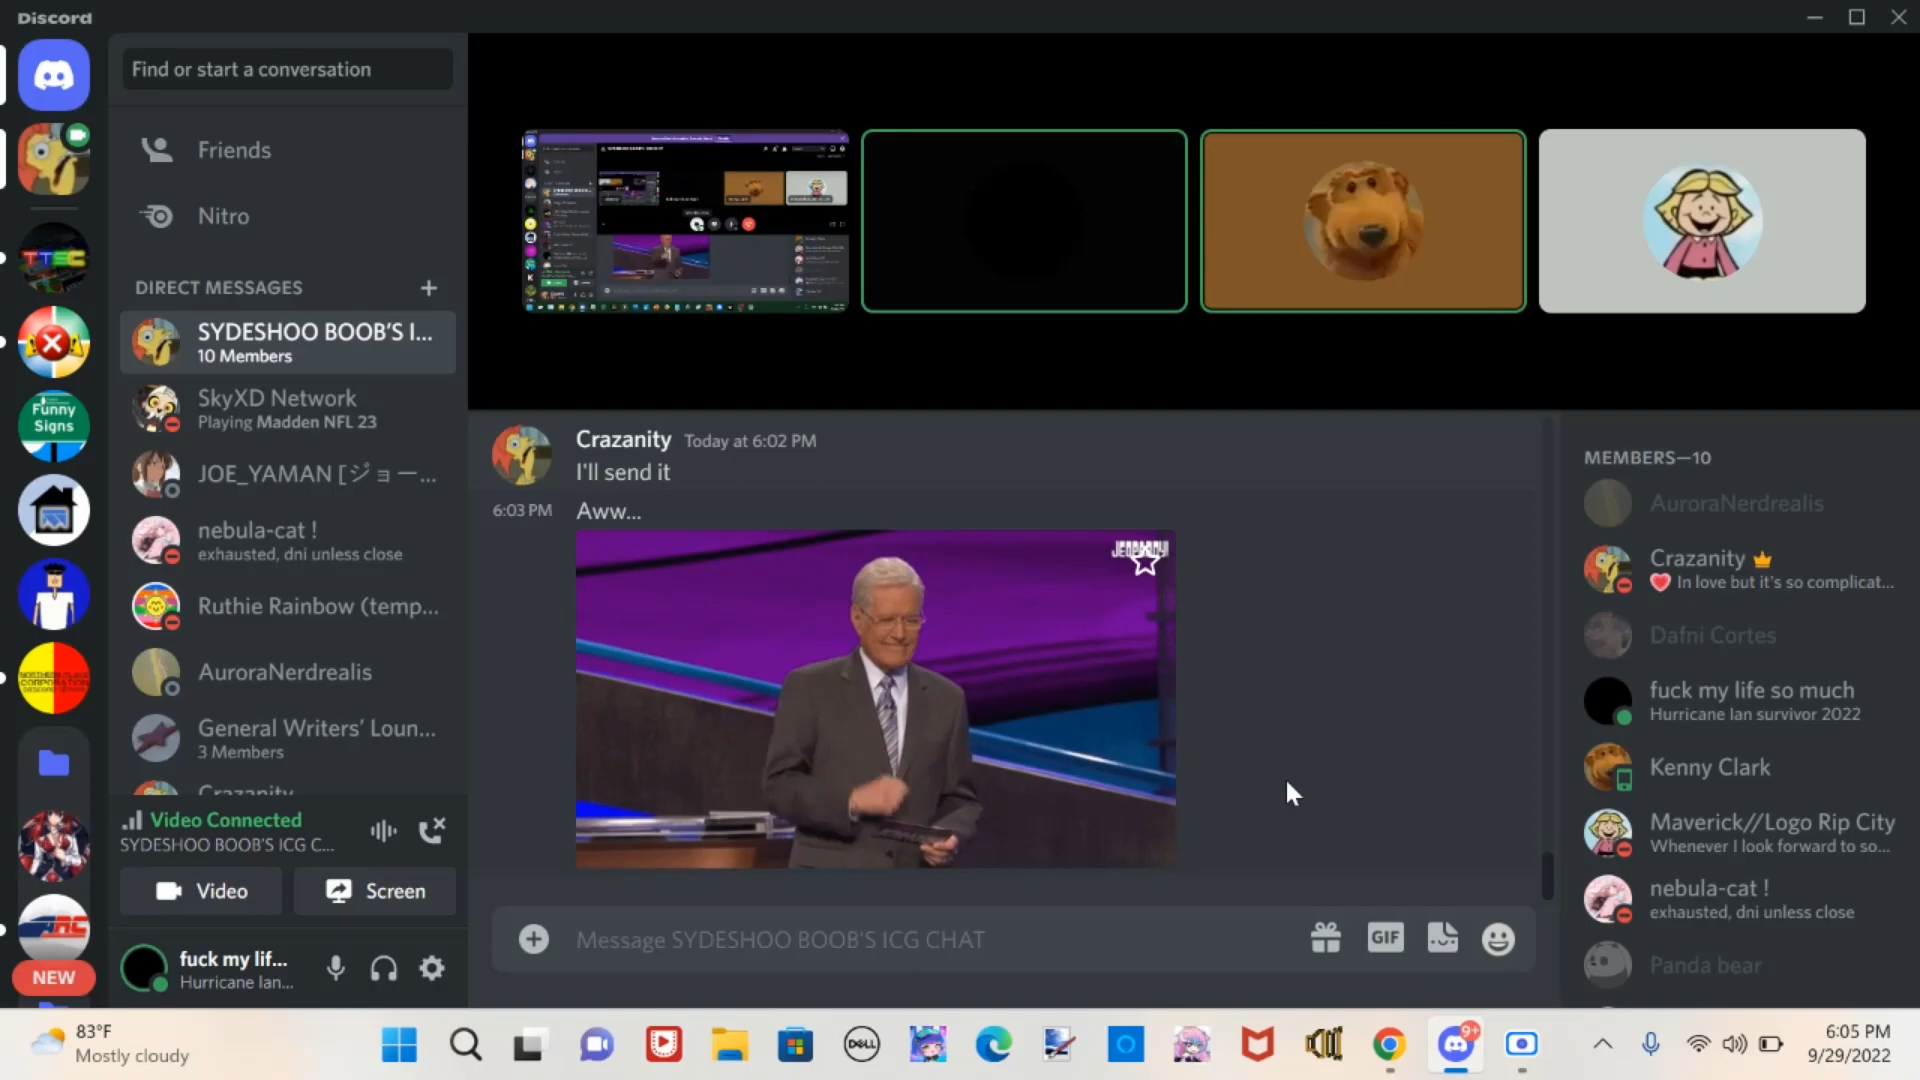 Discord
Find or start a conversation
Friends
Nitro
DIRECT MESSAGES
SYDESHOO BOOB'S I...
10 Members
SkyXD Network
Playing Madden NFL 23
JOE_YAMAN [ジョー...
nebula-cat !
exhausted, dni unless close
Ruthie Rainbow (temp...
AuroraNerdrealis
General Writers' Loun...
3 Members
Crazanity
Video Connected
SYDESHOO BOOB'S ICG C...
Video
Screen
fuck my lif...
Hurricane Ian...
TTEC
Funny
Signs
ARC
NEW
Crazanity Today at 6:02 PM
I'll send it
6:03 PM Aww...
JEOPARDY!
Message SYDESHOO BOOB'S ICG CHAT
GIF
MEMBERS—10
AuroraNerdrealis
Crazanity
In love but it's so complicat...
Dafni Cortes
fuck my life so much
Hurricane Ian survivor 2022
Kenny Clark
Maverick//Logo Rip City
Whenever I look forward to so...
nebula-cat !
exhausted, dni unless close
Panda bear
83°F
Mostly cloudy
DELL
9+
6:05 PM
9/29/2022